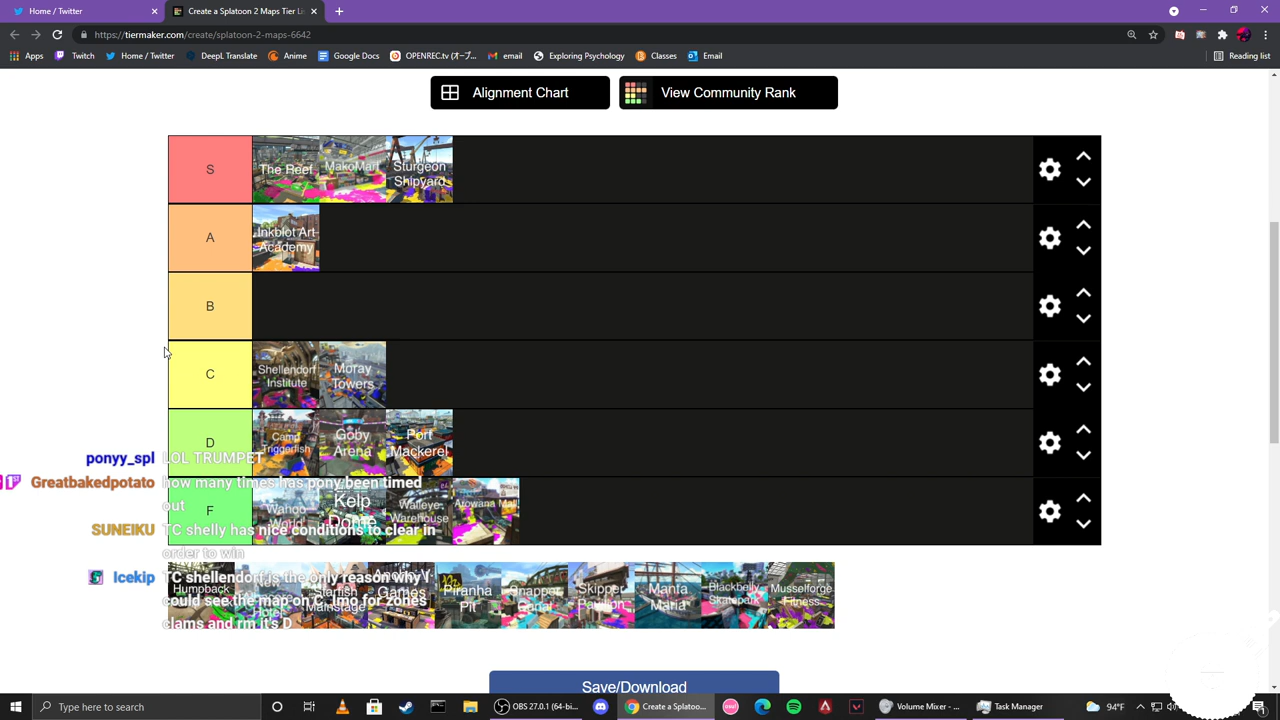 Home / Twitter
Create a Splatoon 2 Maps Tier Li
https://tiermaker.com/create/splatoon-2-maps-6642
Apps
Twitch
Home / Twitter
DeepL Translate
Anime
Google Docs
OPENREC.tv (オープ...
email
Exploring Psychology
Classes
Email
Reading list
Alignment Chart
View Community Rank
S
The Reef
MakoMart
Sturgeon
Shipyard
A
Inkblot Art
Academy
B
C
Shellendorf
Institute
Moray
Towers
D
Camp
Triggerfish
Goby
Arena
Port
Mackerel
F
Wahoo
World
Kelp
Dome
Walleye
Warehouse
Arowana Mall
ponyy_spl LOL TRUMPET
Greatbakedpotato how many times has pony been timed
out
SUNEIKU TC shelly has nice conditions to clear in
order to win
Icekip TC shellendorf is the only reason why I
could see the map on C, imo for zones
clams and rm it's D
Humpback
Hotel
Starfish
Mainstage
Games
Piranha
Pit
Snapper
Canal
Skipper
Pavilion
Manta
Maria
Blackbelly
Skatepark
Musselforge
Fitness
Save/Download
Type here to search
OBS 27.0.1 (64-bi...
Create a Splatoo...
osu!
Volume Mixer - ...
Task Manager
94°F
1